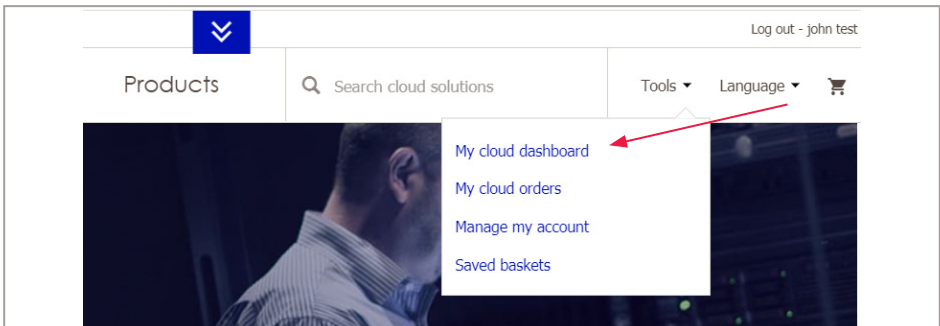 Log out - john test
Products
Search cloud solutions
Tools
Language
My cloud dashboard
My cloud orders
Manage my account
Saved baskets